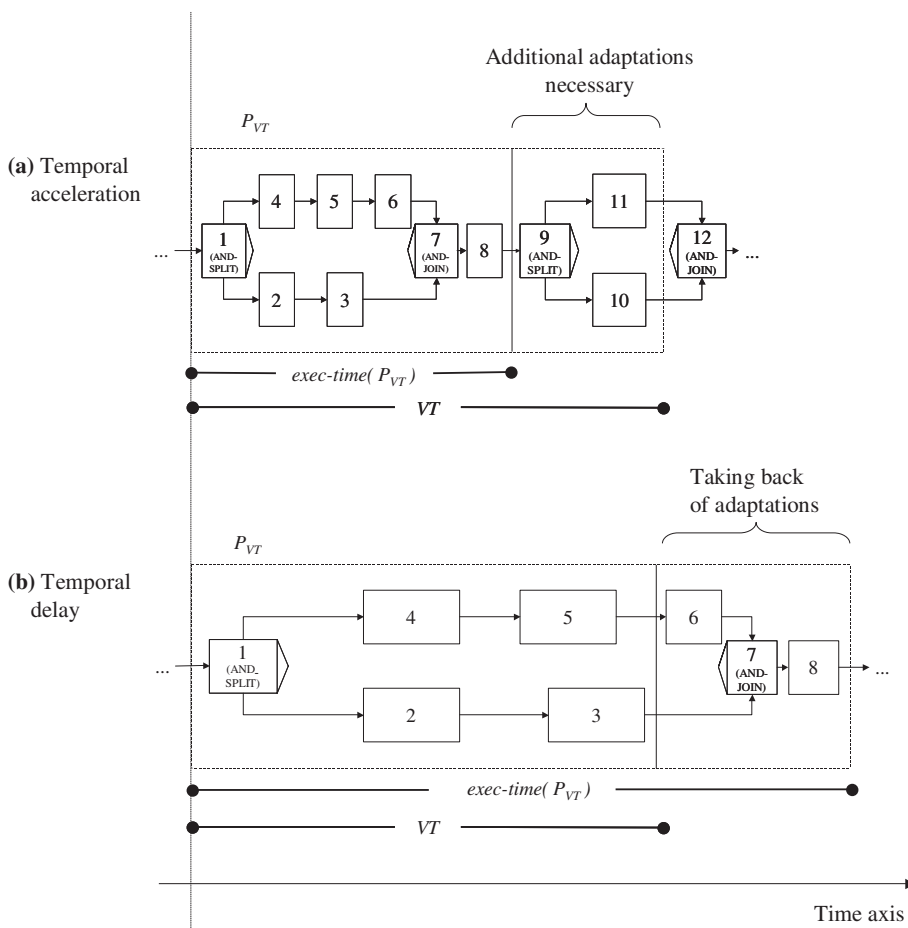 Additional adaptations
necessary
P_VT
(a) Temporal
acceleration
4
5
6
11
...
1
(AND-
SPLIT)
7
(AND-
JOIN)
8
9
(AND-
SPLIT)
12
(AND-
JOIN)
...
2
3
10
exec-time( P_VT )
VT
Taking back
of adaptations
P_VT
(b) Temporal
delay
4
5
6
...
1
(AND_
SPLIT)
7
(AND-
JOIN)
8
...
2
3
exec-time( P_VT )
VT
Time axis